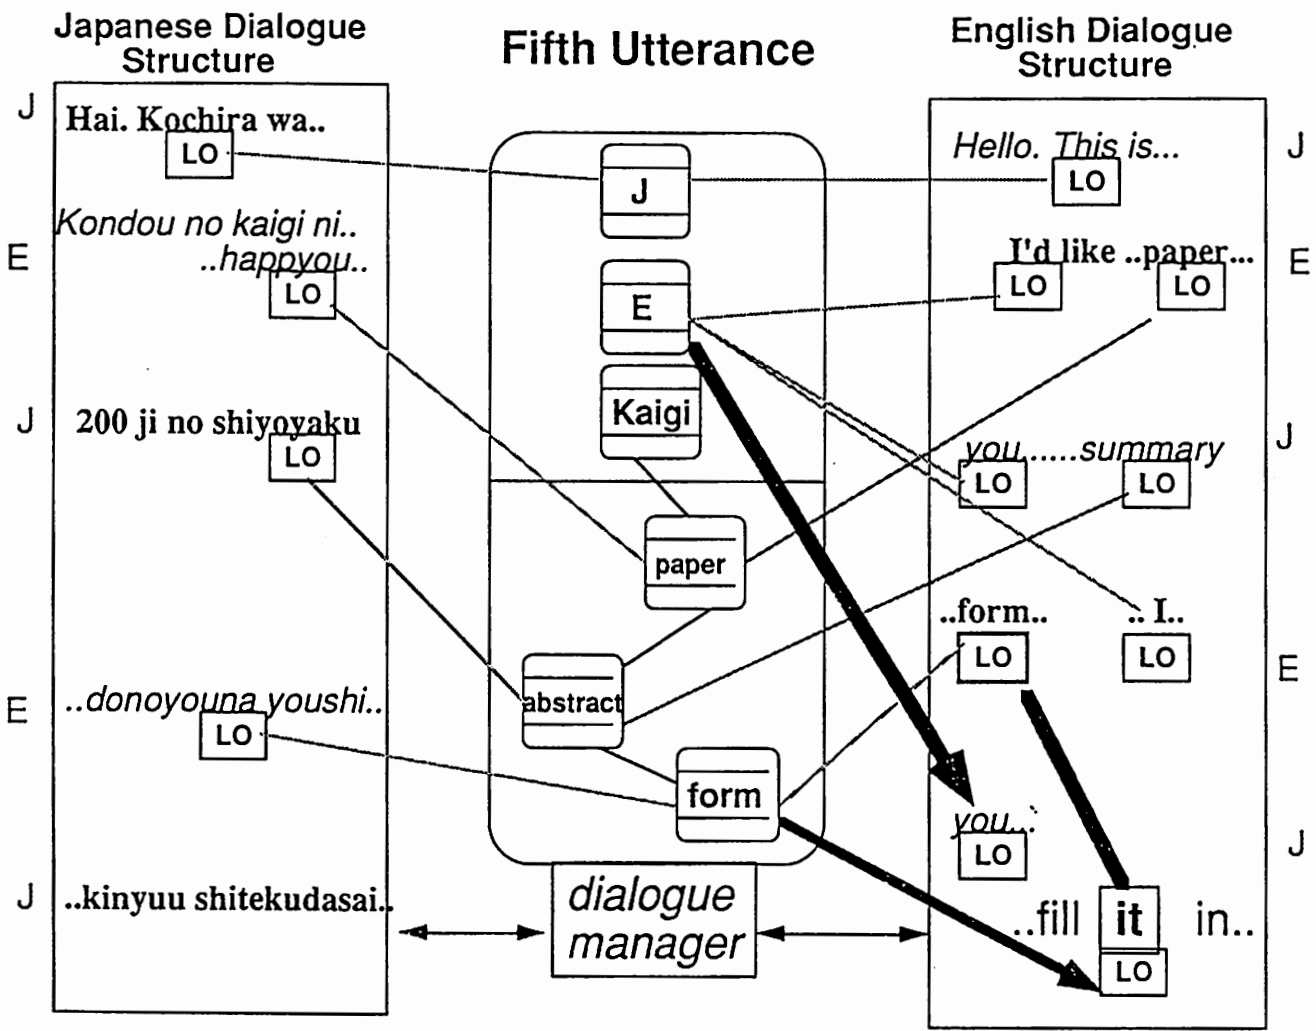 Japanese Dialogue
Structure
Fifth Utterance
English Dialogue
Structure
J
Hai. Kochira wa..
LO
E
Kondou no kaigi ni..
..happyou..
LO
J
200 ji no shiyoyaku
LO
E
..donoyouna youshi..
LO
J
..kinyuu shitekudasai..
J
E
Kaigi
paper
abstract
form
dialogue
manager
Hello. This is...
J
LO
I'd like ..paper...
E
LO LO
you......summary
J
LO LO
..form.. .. I..
LO LO
E
you...
LO
J
..fill it in..
LO